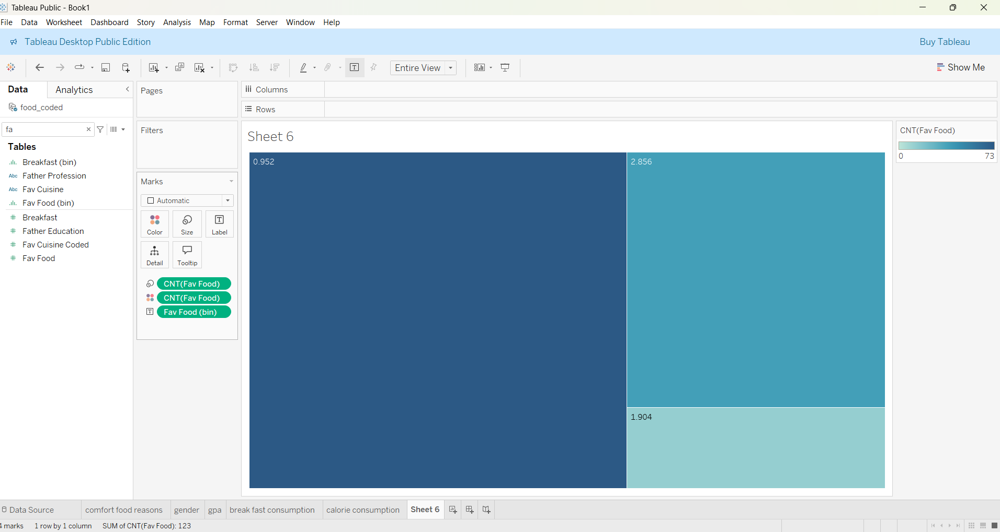 Tableau Public - Book1
File Data Worksheet Dashboard Story Analysis Map Format Server Window Help
Tableau Desktop Public Edition
Buy Tableau
Entire View
Show Me
Data
Analytics
food_coded
fa
Tables
Breakfast (bin)
Abc Father Profession
Abc Fav Cuisine
Fav Food (bin)
# Breakfast
# Father Education
# Fav Cuisine Coded
# Fav Food
Pages
Filters
Marks
Automatic
Color Size T Label
Detail Tooltip
CNT(Fav Food)
CNT(Fav Food)
T Fav Food (bin)
Columns
Rows
Sheet 6
0.952
2.856
1.904
CNT(Fav Food)
0 73
Data Source comfort food reasons gender gpa break fast consumption calorie consumption Sheet 6
4 marks 1 row by 1 column SUM of CNT(Fav Food): 123